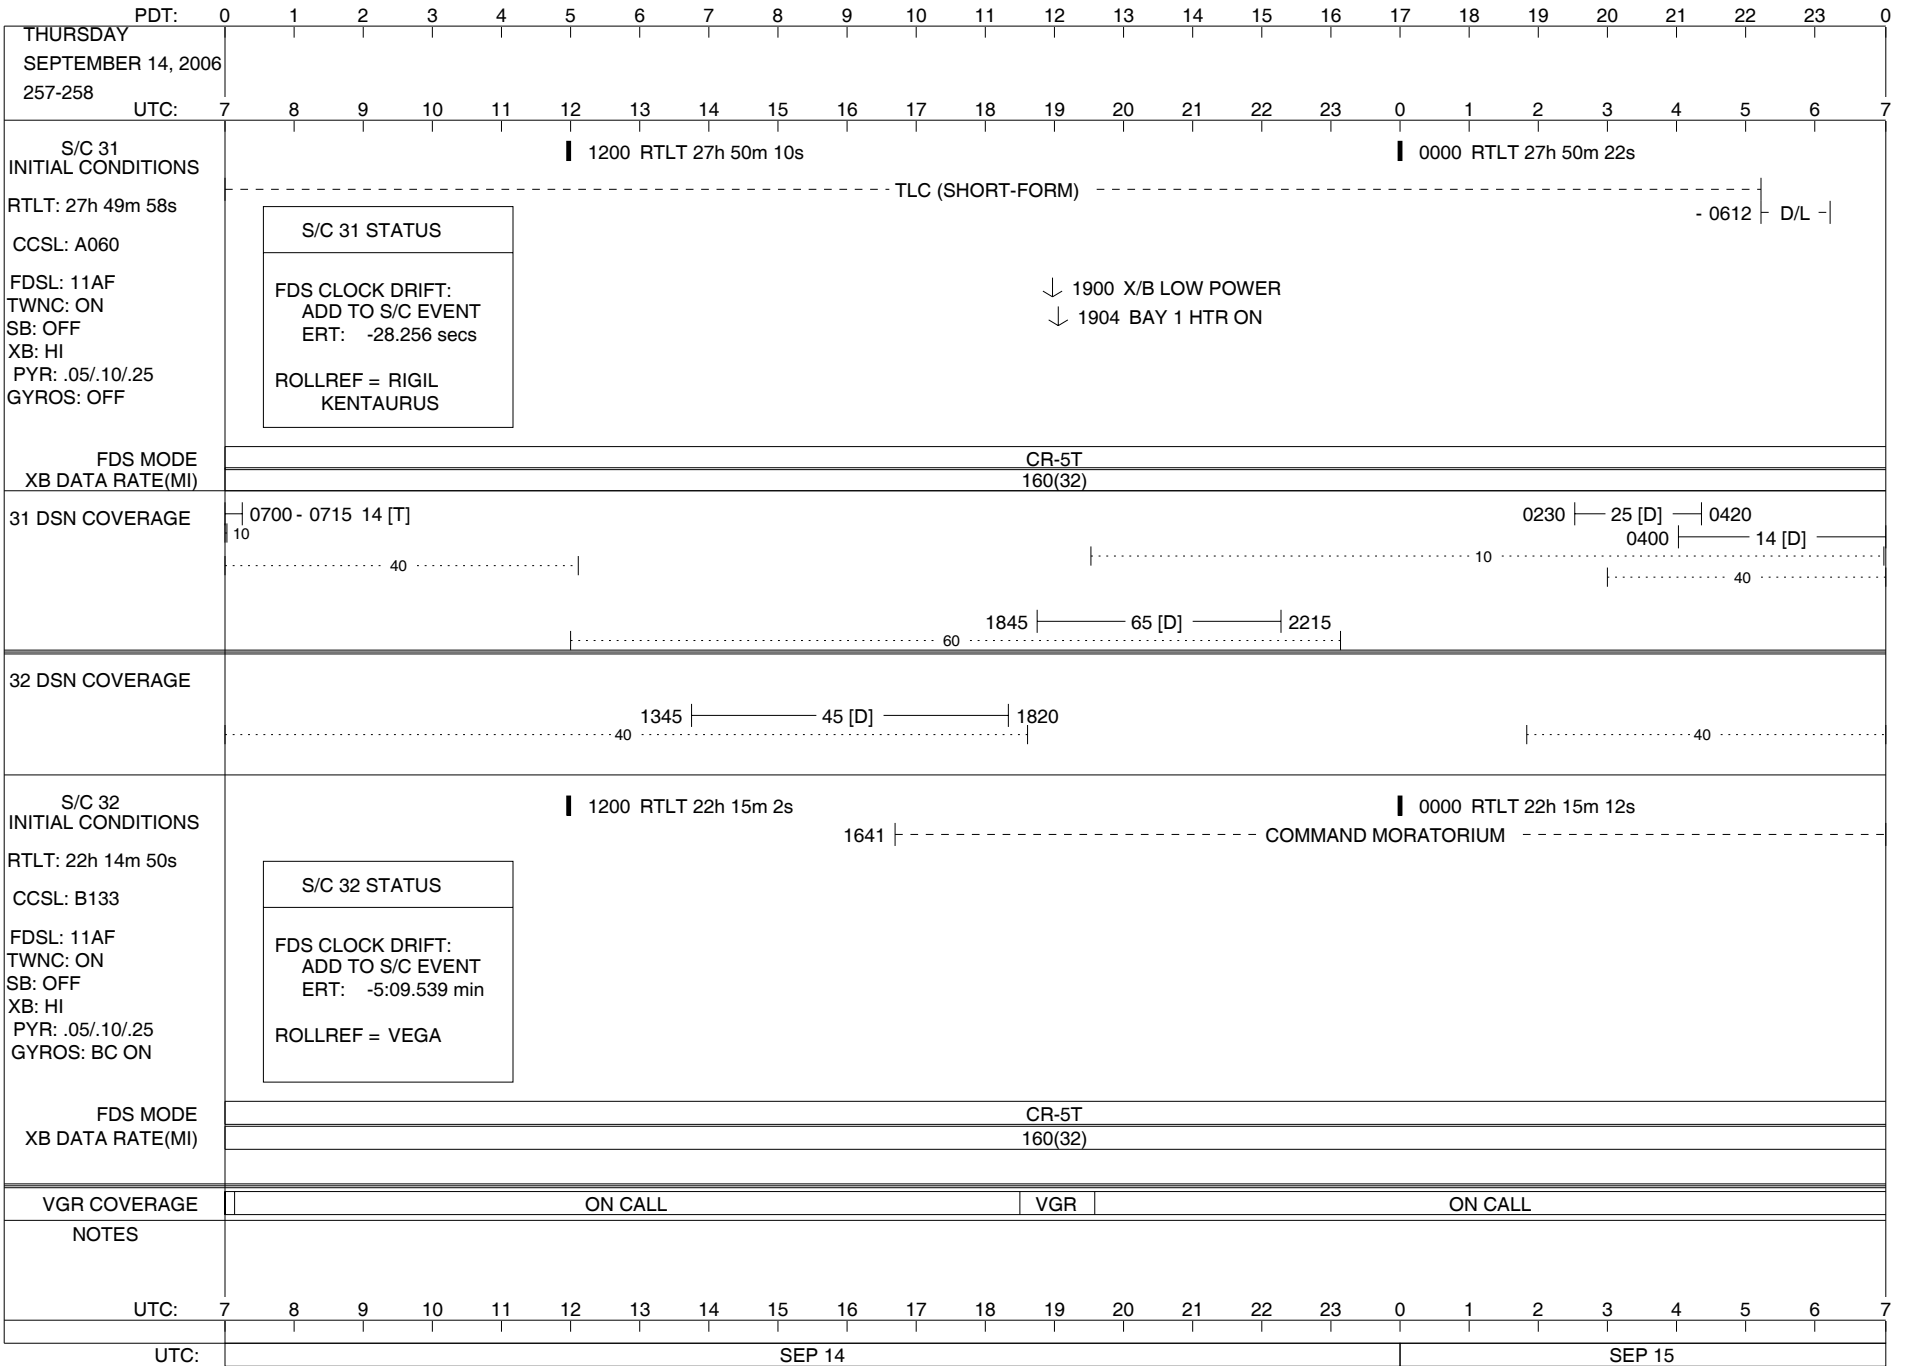 PDT: 0 1 2 3 4 5 6 7 8 9 10 11 12 13 14 15 16 17 18 19 20 21 22 23 0
THURSDAY
SEPTEMBER 14, 2006
257-258
UTC: 7 8 9 10 11 12 13 14 15 16 17 18 19 20 21 22 23 0 1 2 3 4 5 6 7
S/C 31
INITIAL CONDITIONS
1200 RTLT 27h 50m 10s
0000 RTLT 27h 50m 22s
TLC (SHORT-FORM)
RTLT: 27h 49m 58s
- 0612 D/L
CCSL: A060
FDSL: 11AF
TWNC: ON
SB: OFF
XB: HI
PYR: .05/.10/.25
GYROS: OFF
S/C 31 STATUS
FDS CLOCK DRIFT:
ADD TO S/C EVENT
ERT: -28.256 secs
ROLLREF = RIGIL
KENTAURUS
1900 X/B LOW POWER
1904 BAY 1 HTR ON
FDS MODE CR-5T
XB DATA RATE(MI) 160(32)
31 DSN COVERAGE
0700 - 0715 14 [T]
10
40
0230 25 [D] 0420
0400 14 [D]
10
40
1845 65 [D] 2215
60
32 DSN COVERAGE
1345 45 [D] 1820
40 40
S/C 32
INITIAL CONDITIONS
1200 RTLT 22h 15m 2s
0000 RTLT 22h 15m 12s
1641 COMMAND MORATORIUM
RTLT: 22h 14m 50s
CCSL: B133
FDSL: 11AF
TWNC: ON
SB: OFF
XB: HI
PYR: .05/.10/.25
GYROS: BC ON
S/C 32 STATUS
FDS CLOCK DRIFT:
ADD TO S/C EVENT
ERT: -5:09.539 min
ROLLREF = VEGA
FDS MODE CR-5T
XB DATA RATE(MI) 160(32)
VGR COVERAGE ON CALL VGR ON CALL
NOTES
UTC: 7 8 9 10 11 12 13 14 15 16 17 18 19 20 21 22 23 0 1 2 3 4 5 6 7
UTC: SEP 14 SEP 15